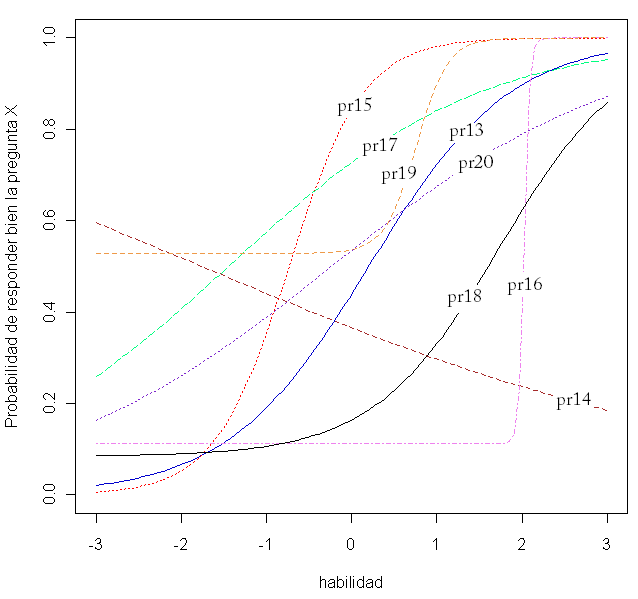 Probabilidad de responder bien la pregunta X
1.0
0.8
0.6
0.4
0.2
0.0
pr15
pr13
pr17
pr20
pr19
pr16
pr18
pr14
-3
-2
-1
0
1
2
3
habilidad